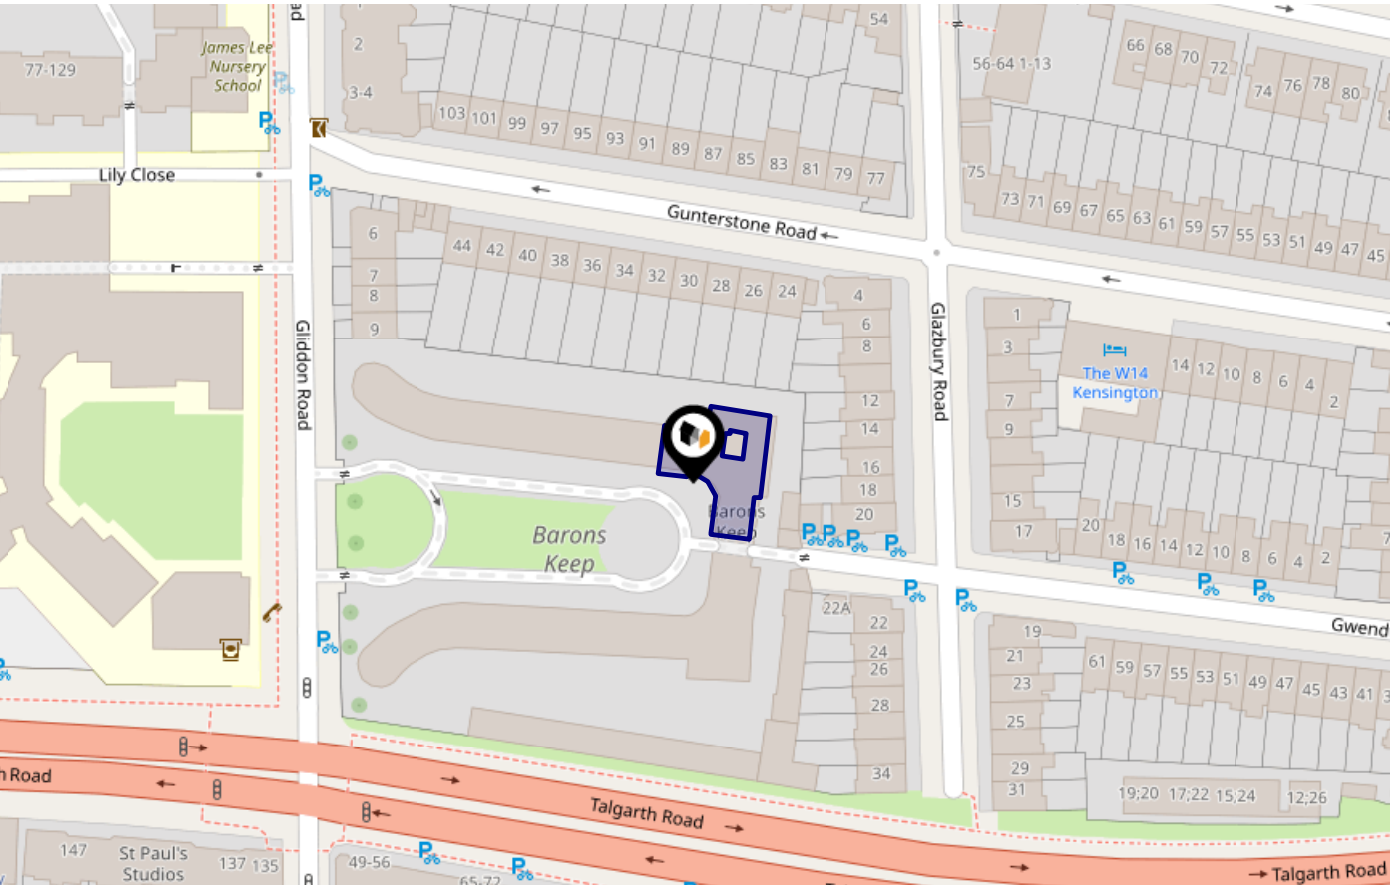 ad
54
2
3-4
77-129
James Lee
Nursery
School
P
P
P
56-64 1-13
66 68 70 72
74 76 78 80
103 101 99 97 95 93 91 89 87 85 83 81 79 77
75
73 71 69 67 65 63 61 59 57 55 53 51 49 47 45
Lily Close
Gunterstone Road
6
7
8
9
44 42 40 38 36 34 32 30 28 26 24
4
6
8
12
14
16
18
20
Gliddon Road
Glazbury Road
1
3
7
9
15
17
The W14
Kensington
14 12 10 8 6 4 2
Barons
Keep
Barons
Keep
P P P P
20 18 16 14 12 10 8 6 4 2
P P P
P P
22A
22
24
26
28
34
Gwend
19
21
23
25
29
31
61 59 57 55 53 51 49 47 45 43 41
P
P
19;20 17;22 15;24 12;26
h Road
Talgarth Road
Talgarth Road
147
St Paul's
Studios
137 135
49-56
65-72
P
P